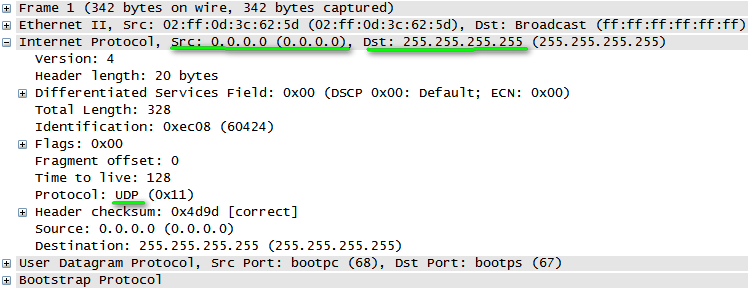 Frame 1 (342 bytes on wire, 342 bytes captured)
Ethernet II, Src: 02:ff:0d:3c:62:5d (02:ff:0d:3c:62:5d), Dst: Broadcast (ff:ff:ff:ff:ff:ff)
Internet Protocol, Src: 0.0.0.0 (0.0.0.0), Dst: 255.255.255.255 (255.255.255.255)
Version: 4
Header length: 20 bytes
Differentiated Services Field: 0x00 (DSCP 0x00: Default; ECN: 0x00)
Total Length: 328
Identification: 0xec08 (60424)
Flags: 0x00
Fragment offset: 0
Time to live: 128
Protocol: UDP (0x11)
Header checksum: 0x4d9d [correct]
Source: 0.0.0.0 (0.0.0.0)
Destination: 255.255.255.255 (255.255.255.255)
User Datagram Protocol, Src Port: bootpc (68), Dst Port: bootps (67)
Bootstrap Protocol